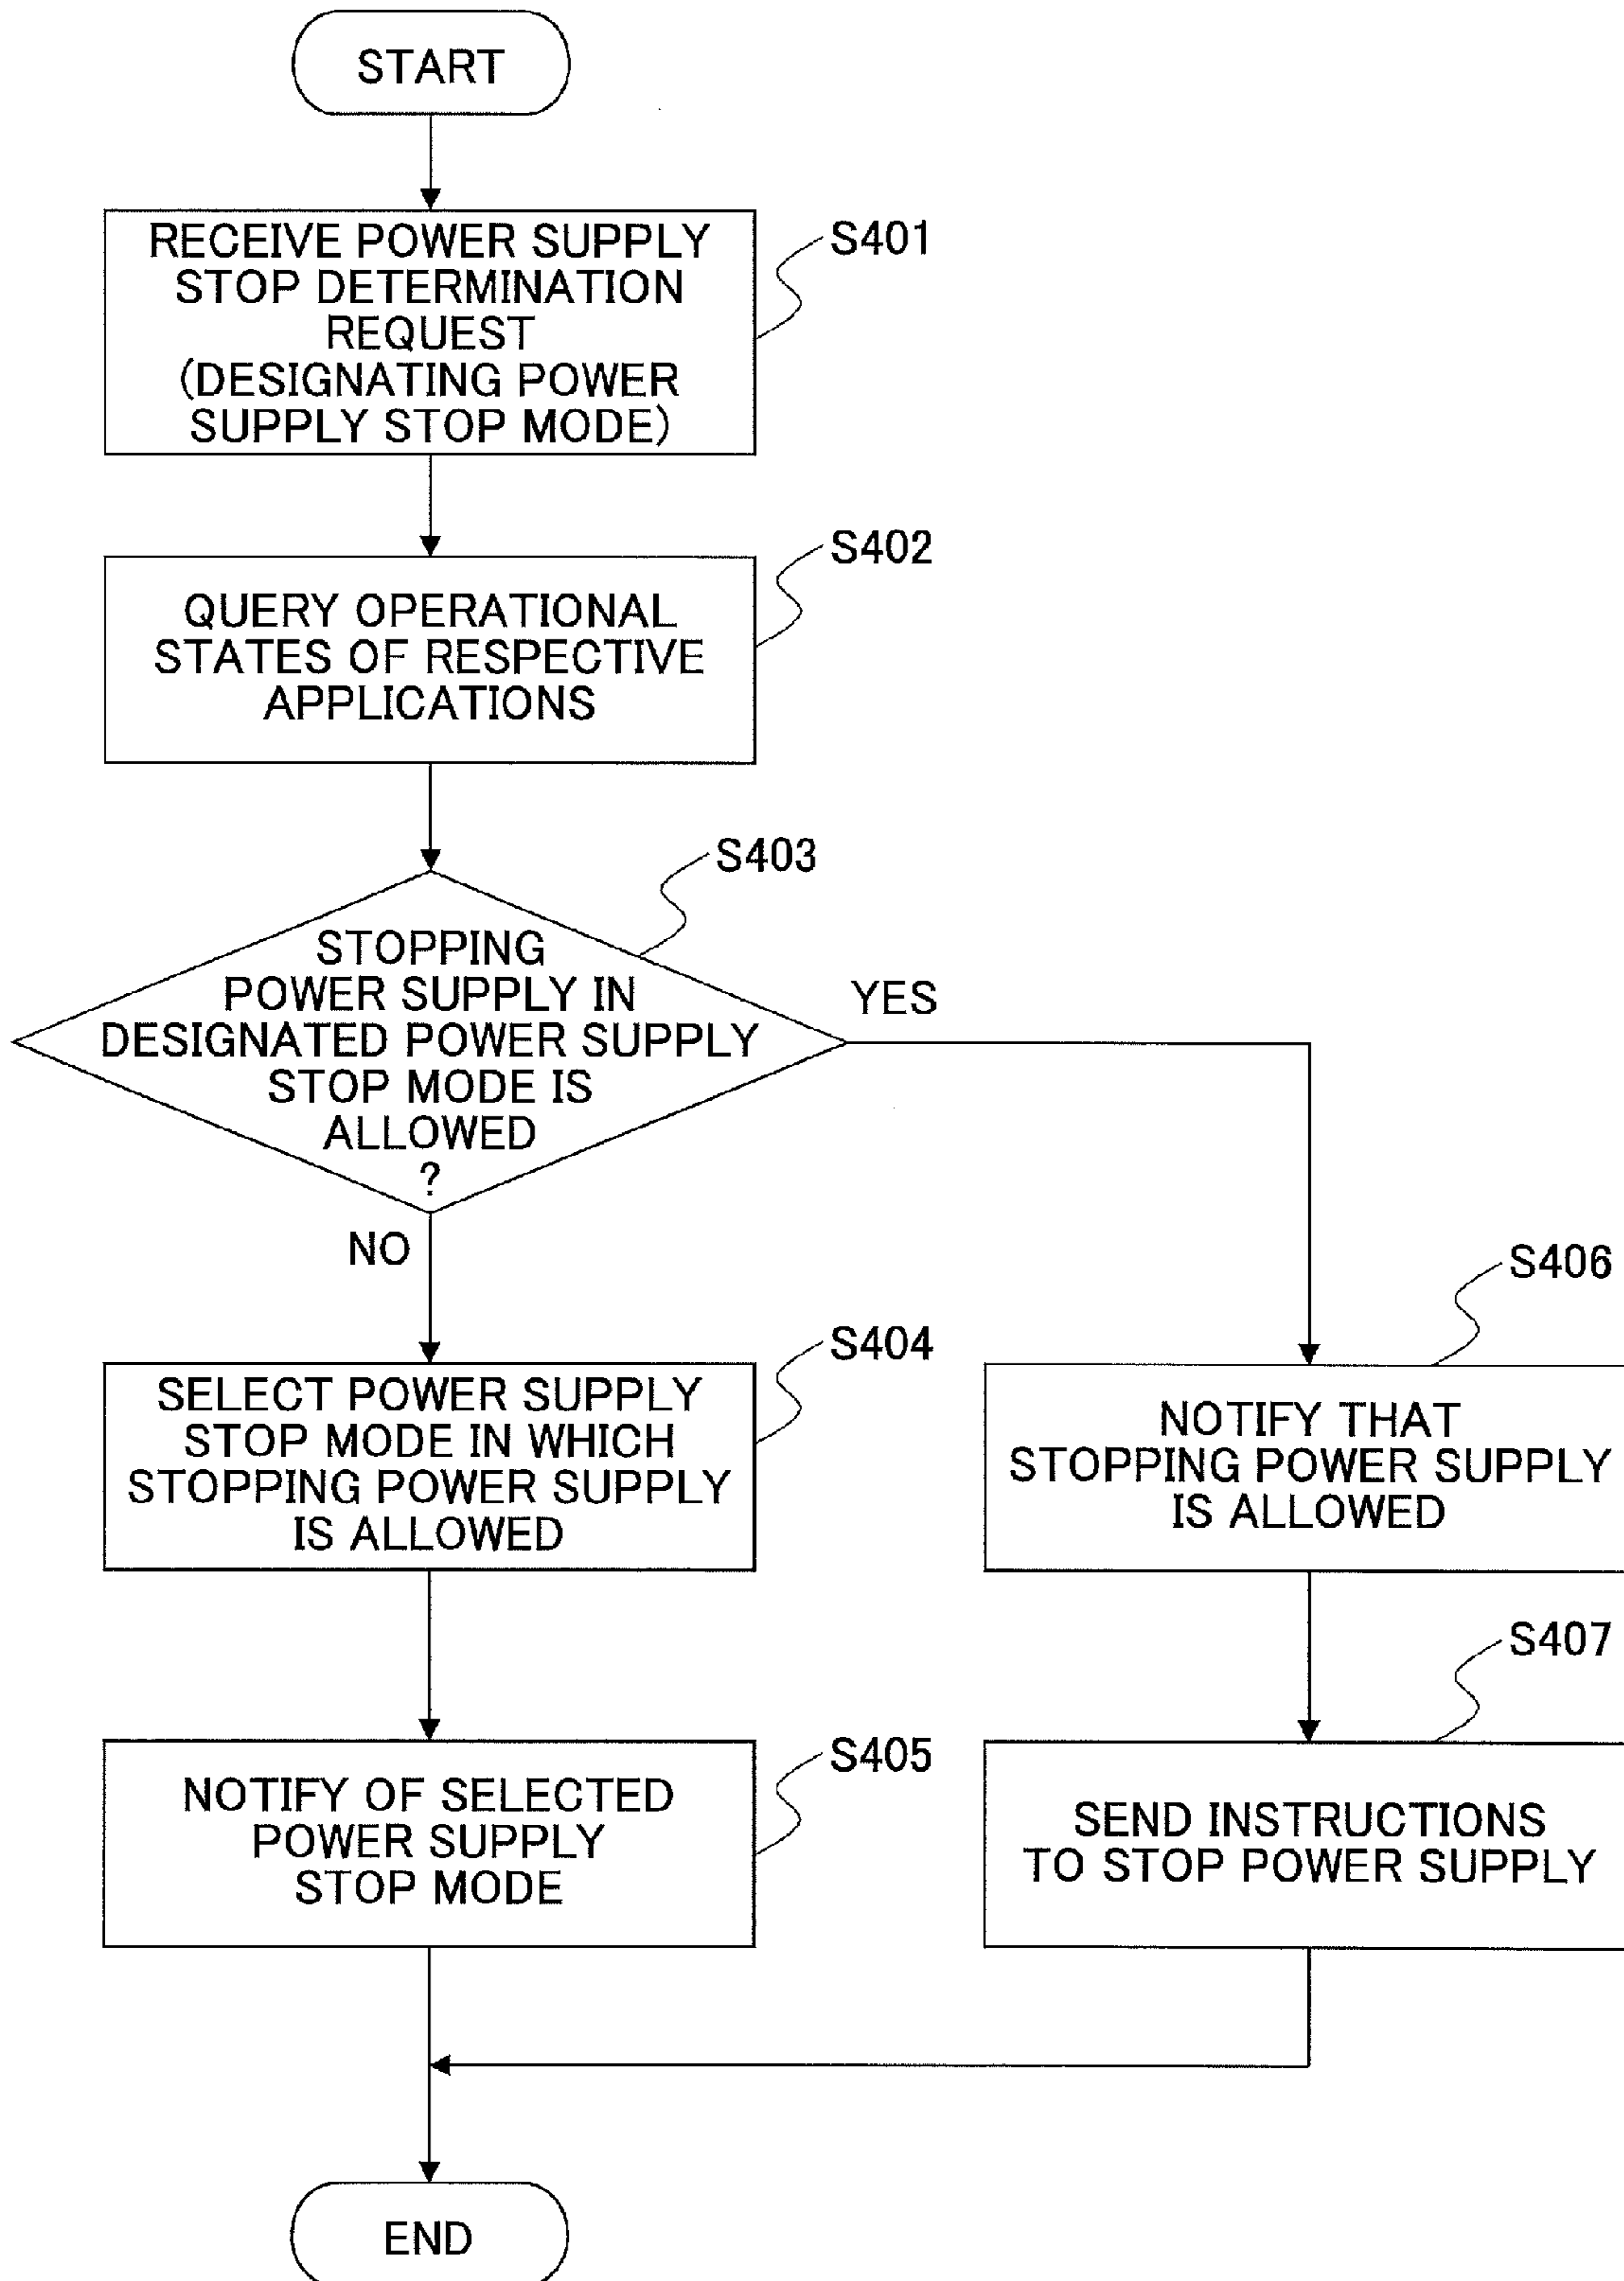 START
RECEIVE POWER SUPPLY
STOP DETERMINATION
REQUEST
(DESIGNATING POWER
SUPPLY STOP MODE)
S401
QUERY OPERATIONAL
STATES OF RESPECTIVE
APPLICATIONS
S402
STOPPING
POWER SUPPLY IN
DESIGNATED POWER SUPPLY
STOP MODE IS
ALLOWED
?
S403
YES
NO
SELECT POWER SUPPLY
STOP MODE IN WHICH
STOPPING POWER SUPPLY
IS ALLOWED
S404
NOTIFY THAT
STOPPING POWER SUPPLY
IS ALLOWED
S406
NOTIFY OF SELECTED
POWER SUPPLY
STOP MODE
S405
SEND INSTRUCTIONS
TO STOP POWER SUPPLY
S407
END